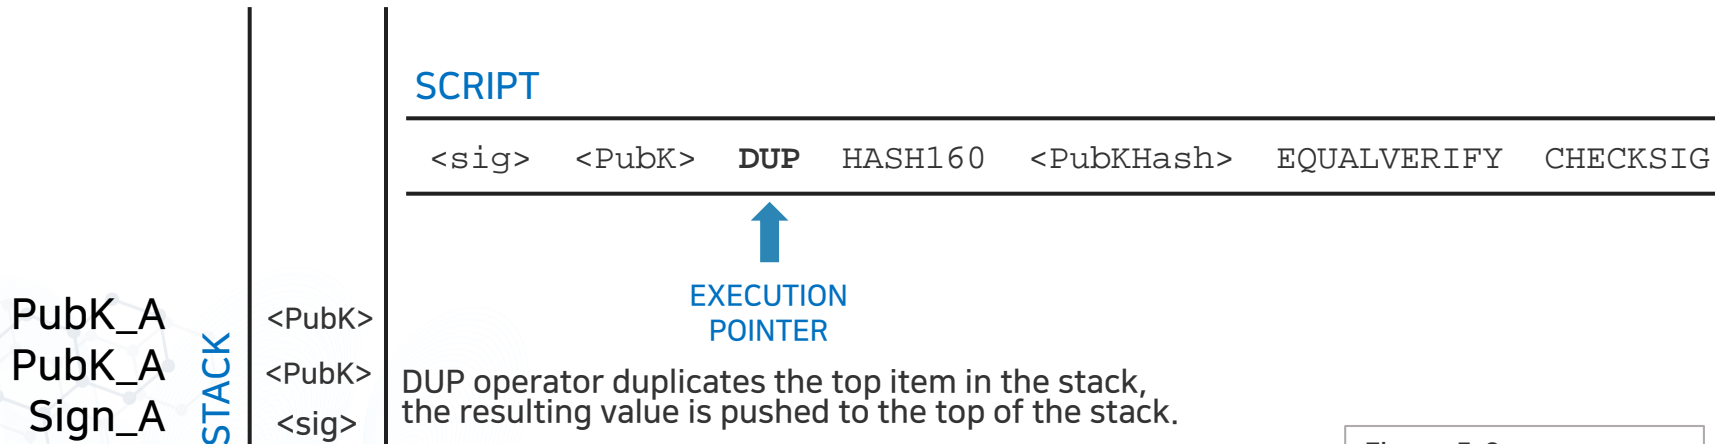 SCRIPT
<sig> <PubK> DUP HASH160 <PubKHash> EQUALVERIFY CHECKSIG
EXECUTION
POINTER
PubK_A
PubK_A
Sign_A
STACK
<PubK>
<PubK>
<sig>
DUP operator duplicates the top item in the stack,
the resulting value is pushed to the top of the stack.